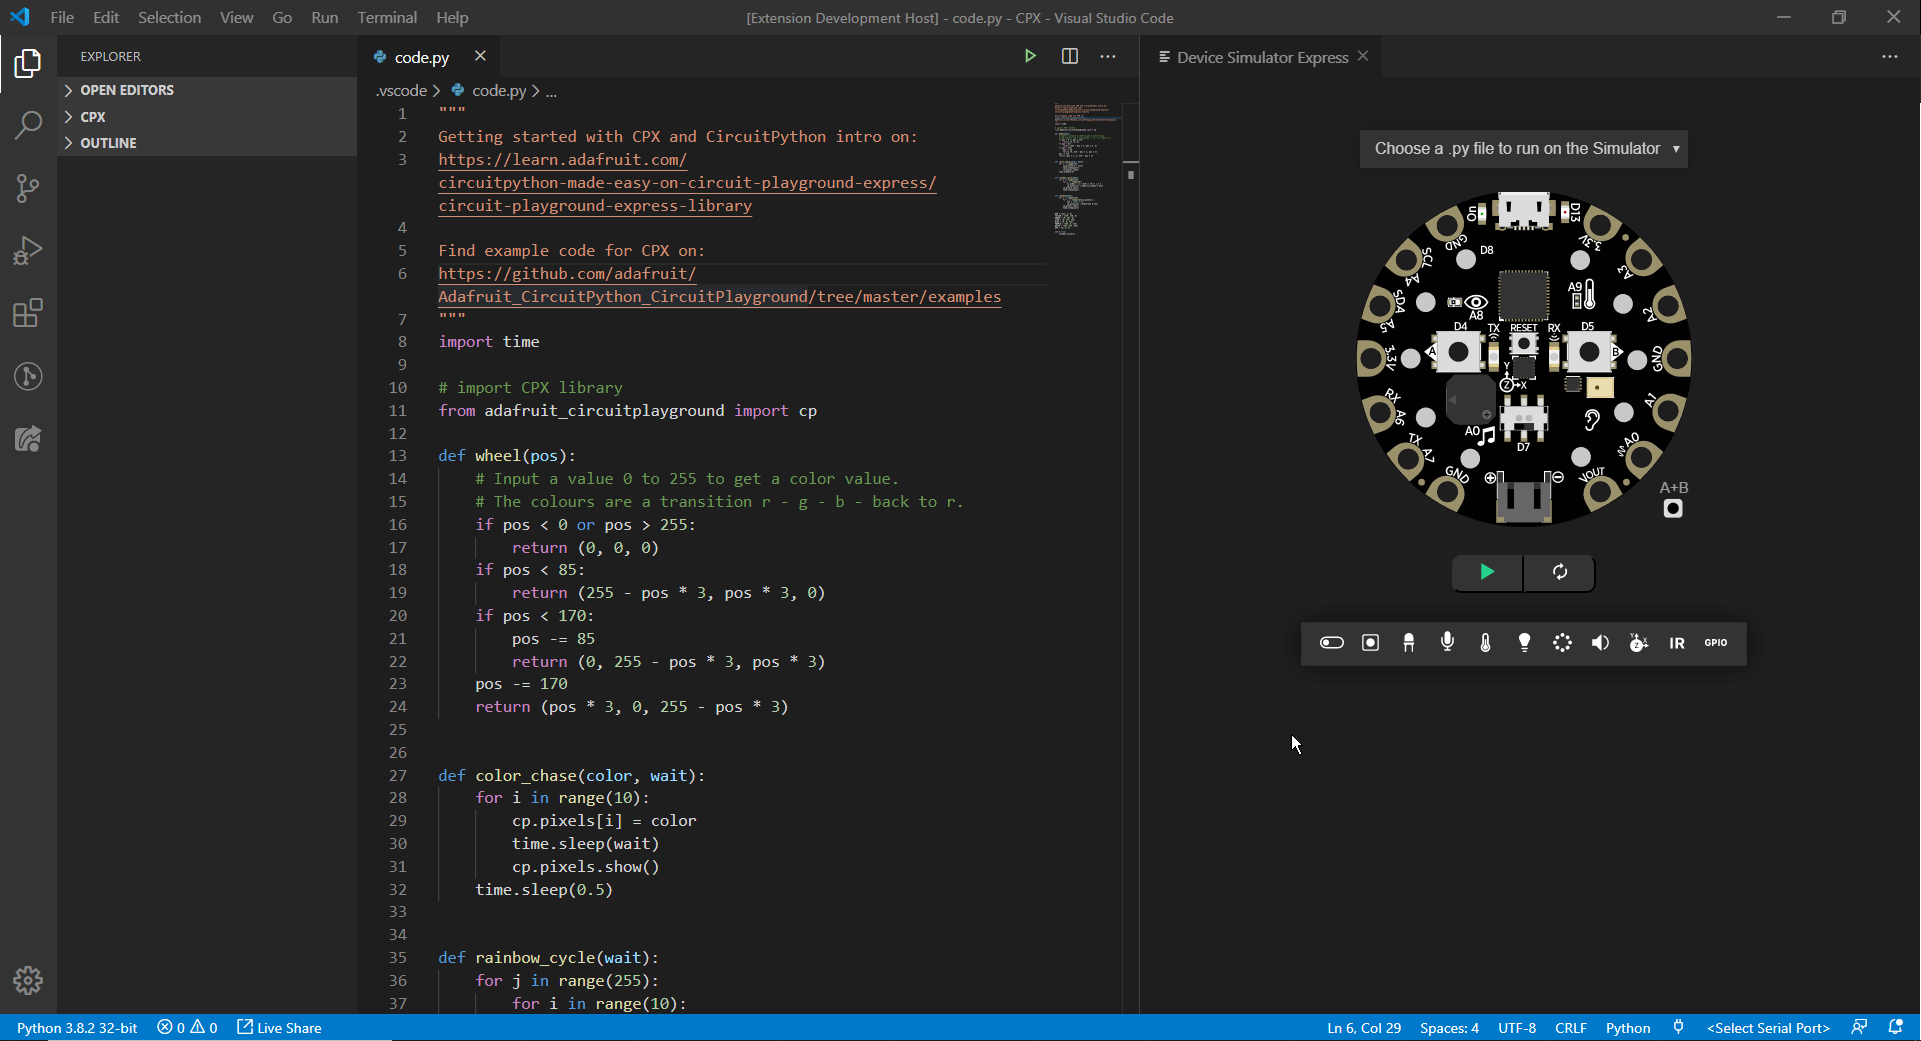 File Edit Selection View Go Run Terminal Help
[Extension Development Host] - code.py - CPX - Visual Studio Code
EXPLORER
OPEN EDITORS
CPX
OUTLINE
code.py
.vscode > code.py > ...
1 """
2 Getting started with CPX and CircuitPython intro on:
3 https://learn.adafruit.com/
circuitpython-made-easy-on-circuit-playground-express/
circuit-playground-express-library
4
5 Find example code for CPX on:
6 https://github.com/adafruit/
Adafruit_CircuitPython_CircuitPlayground/tree/master/examples
7 """
8 import time
9
10 # import CPX library
11 from adafruit_circuitplayground import cp
12
13 def wheel(pos):
14 # Input a value 0 to 255 to get a color value.
15 # The colours are a transition r - g - b - back to r.
16 if pos < 0 or pos > 255:
17 return (0, 0, 0)
18 if pos < 85:
19 return (255 - pos * 3, pos * 3, 0)
20 if pos < 170:
21 pos -= 85
22 return (0, 255 - pos * 3, pos * 3)
23 pos -= 170
24 return (pos * 3, 0, 255 - pos * 3)
25
26
27 def color_chase(color, wait):
28 for i in range(10):
29 cp.pixels[i] = color
30 time.sleep(wait)
31 cp.pixels.show()
32 time.sleep(0.5)
33
34
35 def rainbow_cycle(wait):
36 for j in range(255):
37 for i in range(10):
Device Simulator Express
Choose a .py file to run on the Simulator
On
D13
GND
3.3V
D8
SCL
A4
A3
SDA
A5
A8
A9
A2
D4
TX
RESET
RX
D5
3.3V
A
B
GND
Y
Z
X
RX
A6
A1
A0
D7
TX
A7
A0
GND
VOUT
A+B
IR
GPIO
Python 3.8.2 32-bit
0
0
Live Share
Ln 6, Col 29
Spaces: 4
UTF-8
CRLF
Python
<Select Serial Port>